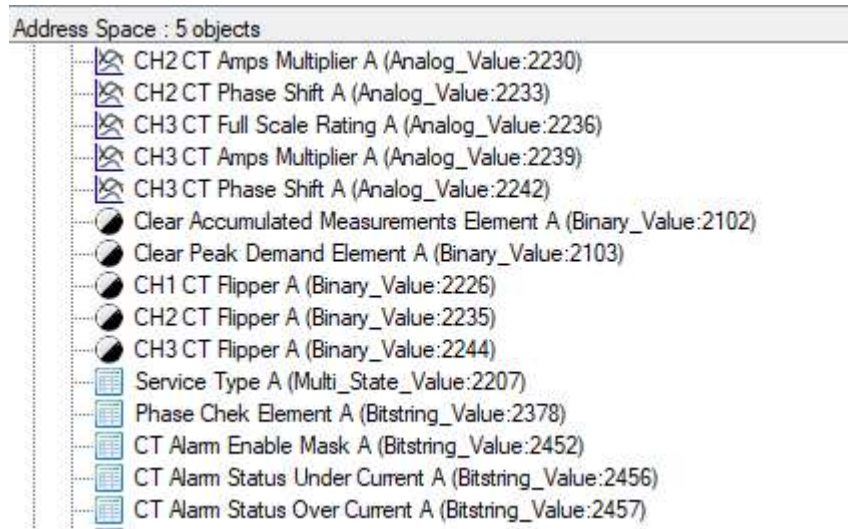 Address Space : 5 objects
CH2 CT Amps Multiplier A (Analog_Value:2230)
CH2 CT Phase Shift A (Analog_Value:2233)
CH3 CT Full Scale Rating A (Analog_Value:2236)
CH3 CT Amps Multiplier A (Analog_Value:2239)
CH3 CT Phase Shift A (Analog_Value:2242)
Clear Accumulated Measurements Element A (Binary_Value:2102)
Clear Peak Demand Element A (Binary_Value:2103)
CH1 CT Flipper A (Binary_Value:2226)
CH2 CT Flipper A (Binary_Value:2235)
CH3 CT Flipper A (Binary_Value:2244)
Service Type A (Multi_State_Value:2207)
Phase Chek Element A (Bitstring_Value:2378)
CT Alarm Enable Mask A (Bitstring_Value:2452)
CT Alarm Status Under Current A (Bitstring_Value:2456)
CT Alarm Status Over Current A (Bitstring_Value:2457)